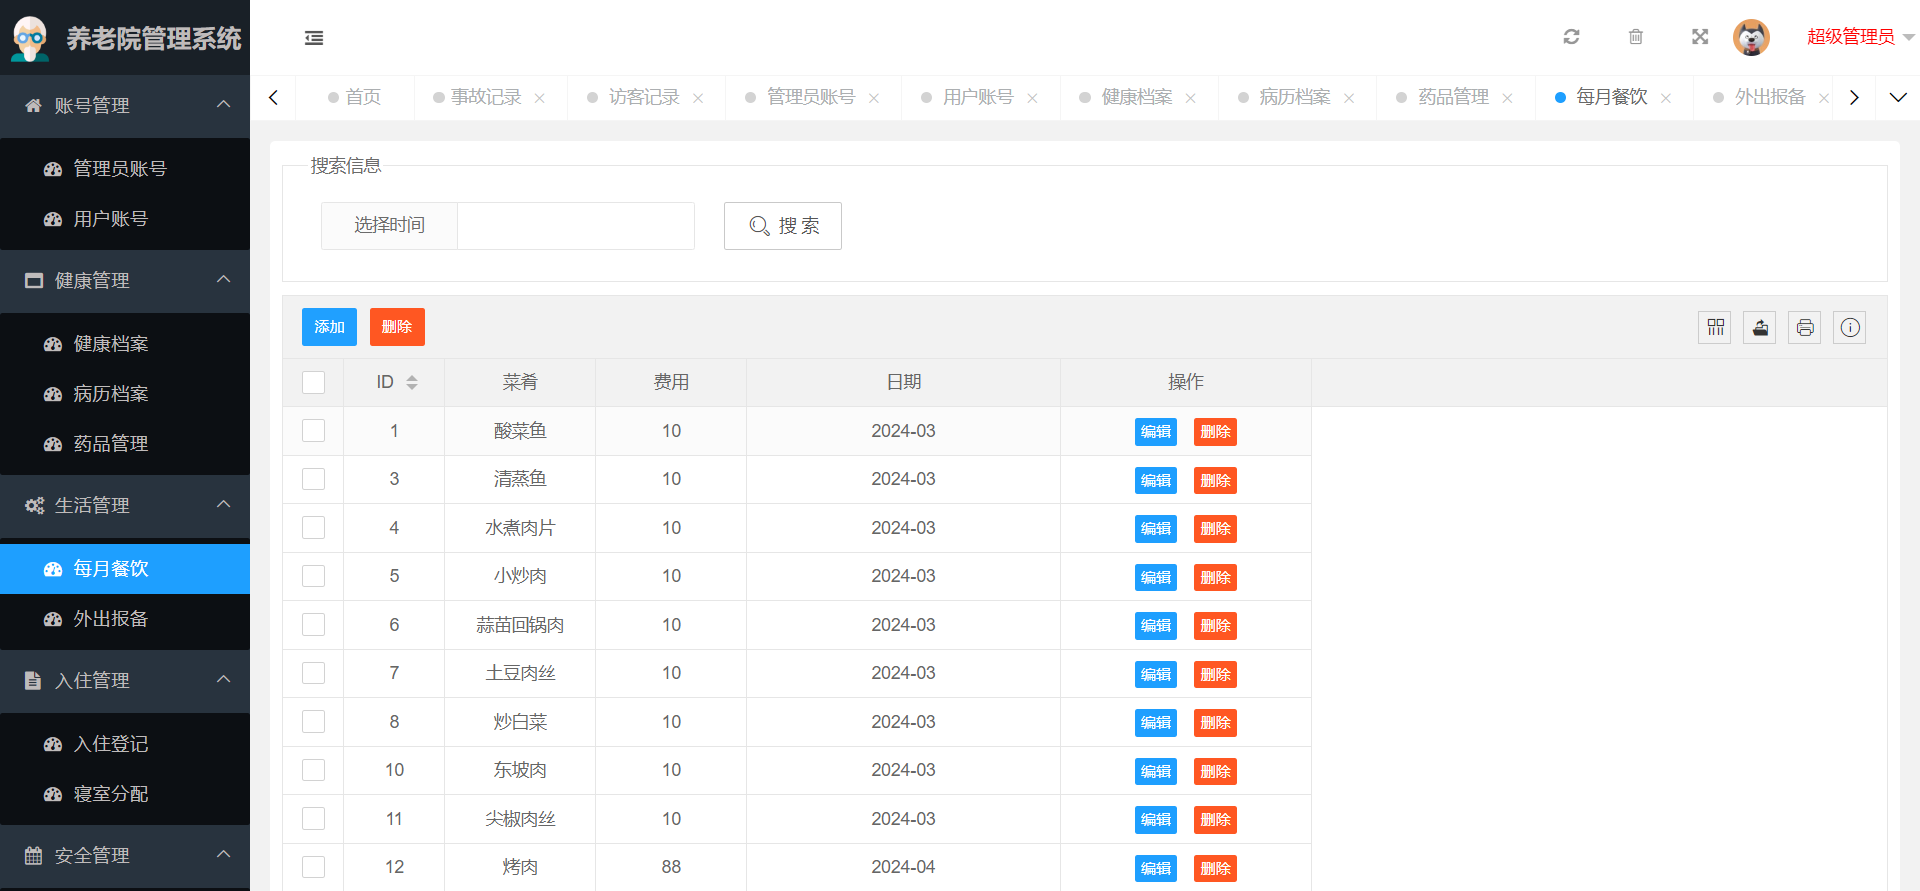 养老院管理系统
超级管理员
账号管理
管理员账号
用户账号
健康管理
健康档案
病历档案
药品管理
生活管理
每月餐饮
外出报备
入住管理
入住登记
寝室分配
安全管理
首页 事故记录 访客记录 管理员账号 用户账号 健康档案 病历档案 药品管理 每月餐饮 外出报备
搜索信息
选择时间 搜 索
添加 删除
ID 菜肴 费用 日期 操作
1 酸菜鱼 10 2024-03 编辑 删除
3 清蒸鱼 10 2024-03 编辑 删除
4 水煮肉片 10 2024-03 编辑 删除
5 小炒肉 10 2024-03 编辑 删除
6 蒜苗回锅肉 10 2024-03 编辑 删除
7 土豆肉丝 10 2024-03 编辑 删除
8 炒白菜 10 2024-03 编辑 删除
10 东坡肉 10 2024-03 编辑 删除
11 尖椒肉丝 10 2024-03 编辑 删除
12 烤肉 88 2024-04 编辑 删除